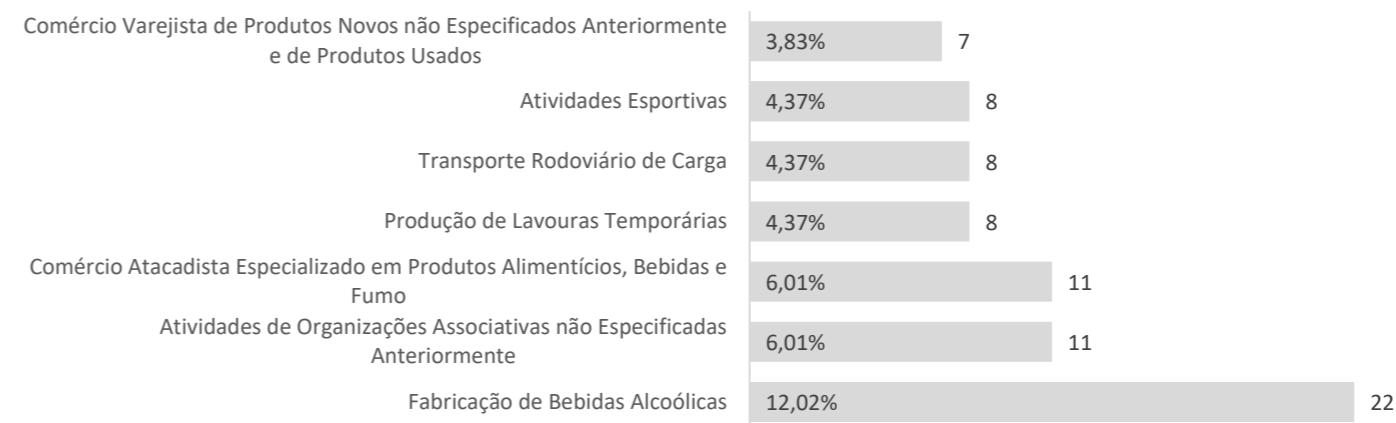 Comércio Varejista de Produtos Novos não Especificados Anteriormente
e de Produtos Usados
3,83%
7
Atividades Esportivas
4,37%
8
Transporte Rodoviário de Carga
4,37%
8
Produção de Lavouras Temporárias
4,37%
8
Comércio Atacadista Especializado em Produtos Alimentícios, Bebidas e
Fumo
6,01%
11
Atividades de Organizações Associativas não Especificadas
Anteriormente
6,01%
11
Fabricação de Bebidas Alcoólicas
12,02%
22